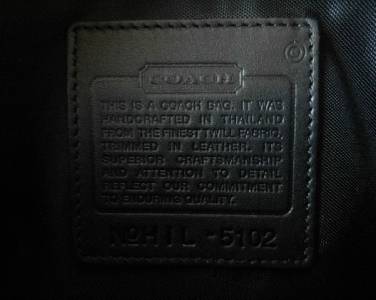 COACH
THIS IS A COACH BAG. IT WAS
HANDCRAFTED IN THAILAND
FROM THE FINEST TWILL FABRIC,
TRIMMED IN LEATHER. ITS
SUPERIOR CRAFTSMANSHIP
AND ATTENTION TO DETAIL
REFLECT OUR COMMITMENT
TO ENDURING QUALITY.
No HIL -5102